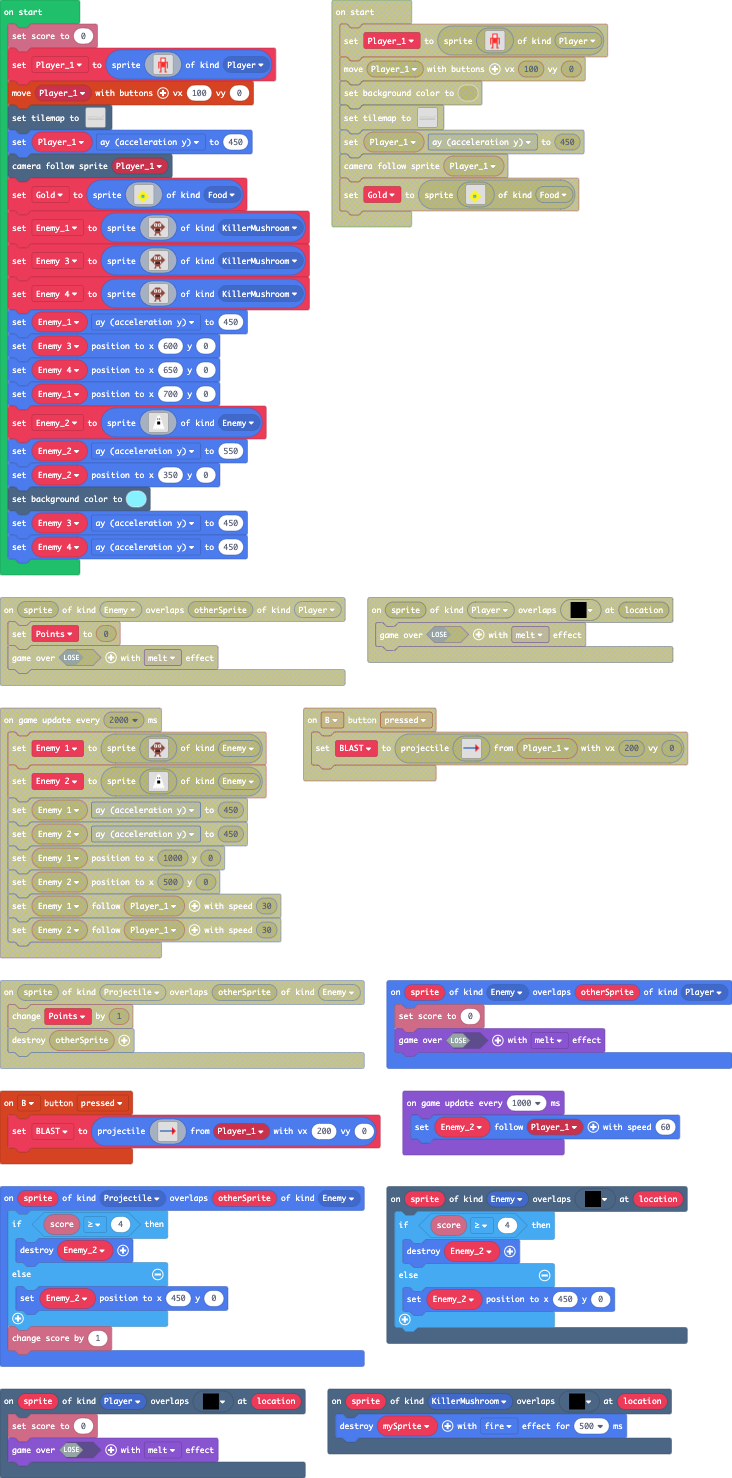 on start
set score to 0
set Player_1 to sprite of kind Player
move Player_1 with buttons vx 100 vy 0
set tilemap to
set Player_1 ay (acceleration y) to 450
camera follow sprite Player_1
set Gold to sprite of kind Food
set Enemy_1 to sprite of kind KillerMushroom
set Enemy 3 to sprite of kind KillerMushroom
set Enemy 4 to sprite of kind KillerMushroom
set Enemy_1 ay (acceleration y) to 450
set Enemy 3 position to x 600 y 0
set Enemy 4 position to x 650 y 0
set Enemy_1 position to x 700 y 0
set Enemy_2 to sprite of kind Enemy
set Enemy_2 ay (acceleration y) to 550
set Enemy_2 position to x 350 y 0
set background color to
set Enemy 3 ay (acceleration y) to 450
set Enemy 4 ay (acceleration y) to 450
on start
set Player_1 to sprite of kind Player
move Player_1 with buttons vx 100 vy 0
set background color to
set tilemap to
set Player_1 ay (acceleration y) to 450
camera follow sprite Player_1
set Gold to sprite of kind Food
on sprite of kind Enemy overlaps otherSprite of kind Player
set Points to 0
game over LOSE with melt effect
on sprite of kind Player overlaps at location
game over LOSE with melt effect
on game update every 2000 ms
set Enemy 1 to sprite of kind Enemy
set Enemy 2 to sprite of kind Enemy
set Enemy 1 ay (acceleration y) to 450
set Enemy 2 ay (acceleration y) to 450
set Enemy 1 position to x 1000 y 0
set Enemy 2 position to x 500 y 0
set Enemy 1 follow Player_1 with speed 30
set Enemy 2 follow Player_1 with speed 30
on B button pressed
set BLAST to projectile from Player_1 with vx 200 vy 0
on sprite of kind Projectile overlaps otherSprite of kind Enemy
change Points by 1
destroy otherSprite
on sprite of kind Enemy overlaps otherSprite of kind Player
set score to 0
game over LOSE with melt effect
on B button pressed
set BLAST to projectile from Player_1 with vx 200 vy 0
on game update every 1000 ms
set Enemy_2 follow Player_1 with speed 60
on sprite of kind Projectile overlaps otherSprite of kind Enemy
if score ≥ 4 then
destroy Enemy_2
else
set Enemy_2 position to x 450 y 0
change score by 1
on sprite of kind Enemy overlaps at location
if score ≥ 4 then
destroy Enemy_2
else
set Enemy_2 position to x 450 y 0
on sprite of kind Player overlaps at location
set score to 0
game over LOSE with melt effect
on sprite of kind KillerMushroom overlaps at location
destroy mySprite with fire effect for 500 ms